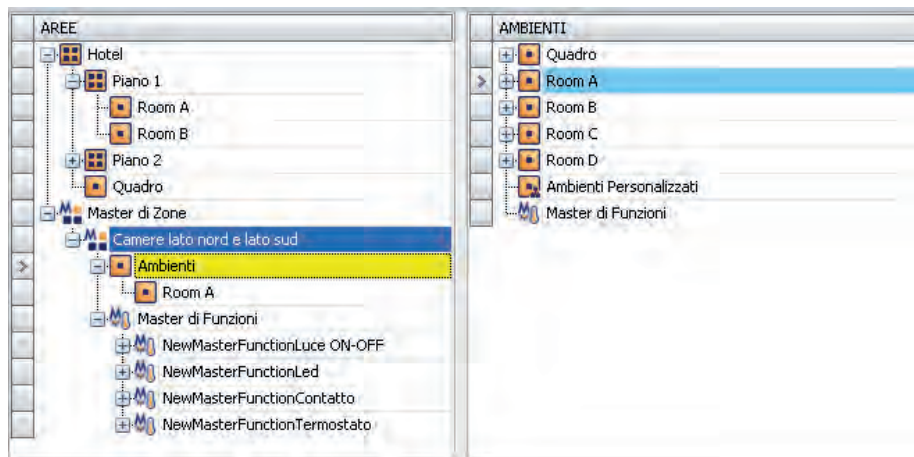 AREE
Hotel
Piano 1
Room A
Room B
Piano 2
Quadro
Master di Zone
Camere lato nord e lato sud
Ambienti
Room A
Master di Funzioni
NewMasterFunctionLuce ON-OFF
NewMasterFunctionLed
NewMasterFunctionContatto
NewMasterFunctionTermostato
AMBIENTI
Quadro
Room A
Room B
Room C
Room D
Ambienti Personalizzati
Master di Funzioni